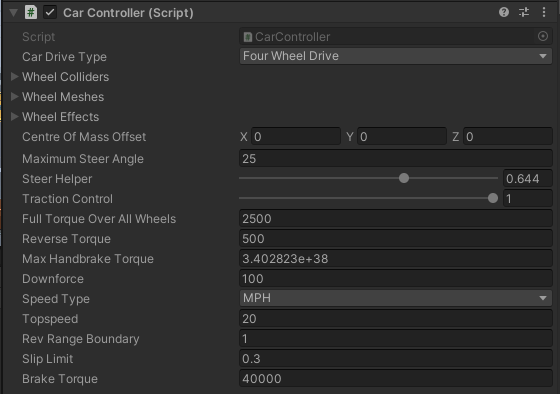 Car Controller (Script)
Script CarController
Car Drive Type Four Wheel Drive
Wheel Colliders
Wheel Meshes
Wheel Effects
Centre Of Mass Offset X 0 Y 0 Z 0
Maximum Steer Angle 25
Steer Helper 0.644
Traction Control 1
Full Torque Over All Wheels 2500
Reverse Torque 500
Max Handbrake Torque 3.402823e+38
Downforce 100
Speed Type MPH
Topspeed 20
Rev Range Boundary 1
Slip Limit 0.3
Brake Torque 40000